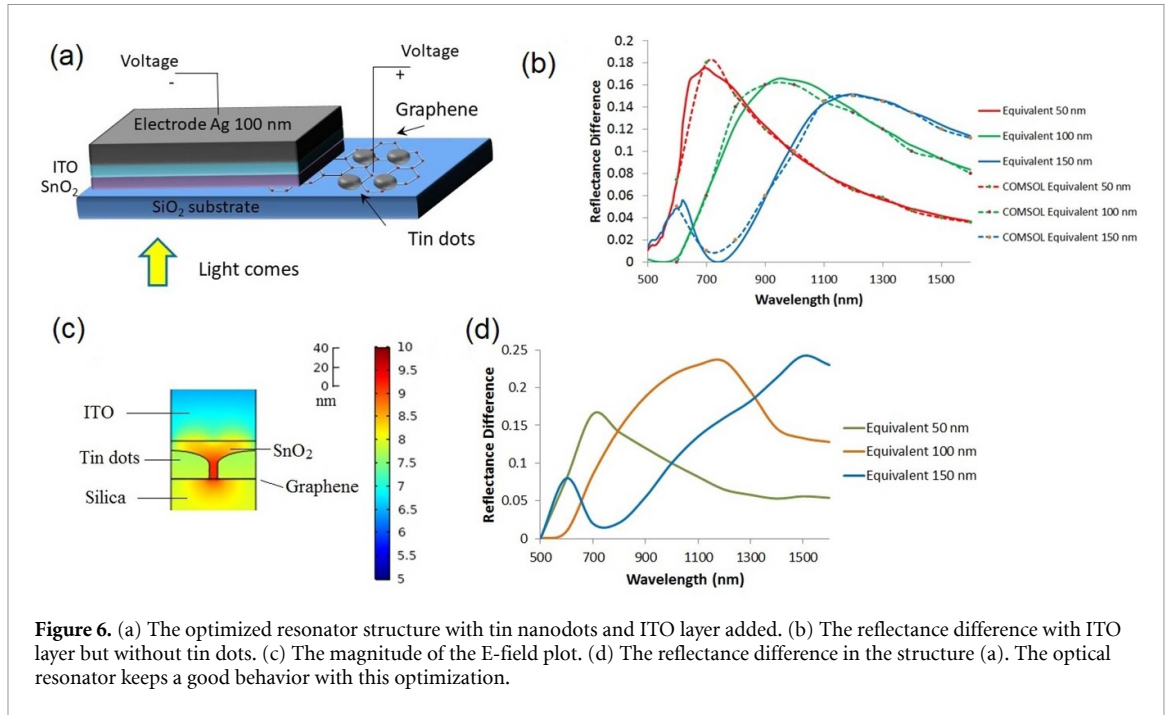 (a)
Voltage
-
Voltage
+
Graphene
Electrode Ag 100 nm
ITO
SnO2
SiO2 substrate
Tin dots
Light comes
(b)
Reflectance Difference
0.2
0.18
0.16
0.14
0.12
0.1
0.08
0.06
0.04
0.02
0
500 700 900 1100 1300 1500
Wavelength (nm)
Equivalent 50 nm
Equivalent 100 nm
Equivalent 150 nm
COMSOL Equivalent 50 nm
COMSOL Equivalent 100 nm
COMSOL Equivalent 150 nm
(c)
40
20
0
nm
ITO
SnO2
Tin dots
Graphene
Silica
10
9.5
9
8.5
8
7.5
7
6.5
6
5.5
5
(d)
Reflectance Difference
0.25
0.2
0.15
0.1
0.05
0
500 700 900 1100 1300 1500
Wavelength (nm)
Equivalent 50 nm
Equivalent 100 nm
Equivalent 150 nm
Figure 6. (a) The optimized resonator structure with tin nanodots and ITO layer added. (b) The reflectance difference with ITO
layer but without tin dots. (c) The magnitude of the E-field plot. (d) The reflectance difference in the structure (a). The optical
resonator keeps a good behavior with this optimization.